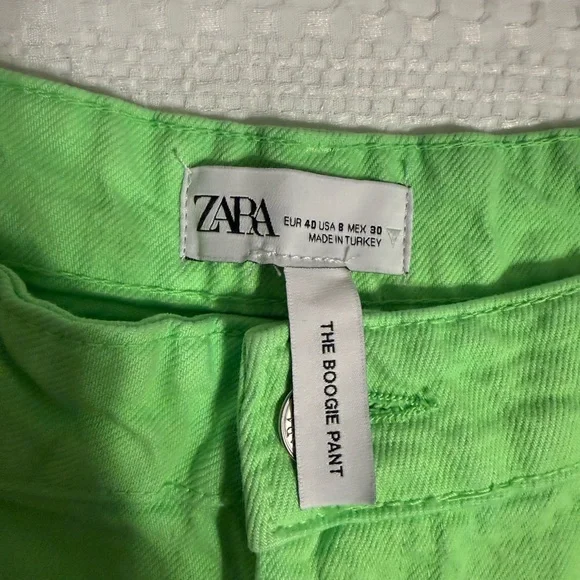 ZARA
EUR 40 USA 8 MEX 30
MADE IN TURKEY
THE BOOGIE PANT